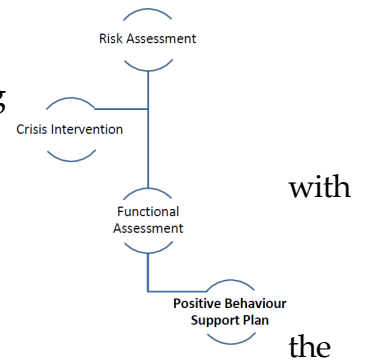 Risk Assessment
g
Crisis Intervention
with
Functional
Assessment
Positive Behaviour
Support Plan
the